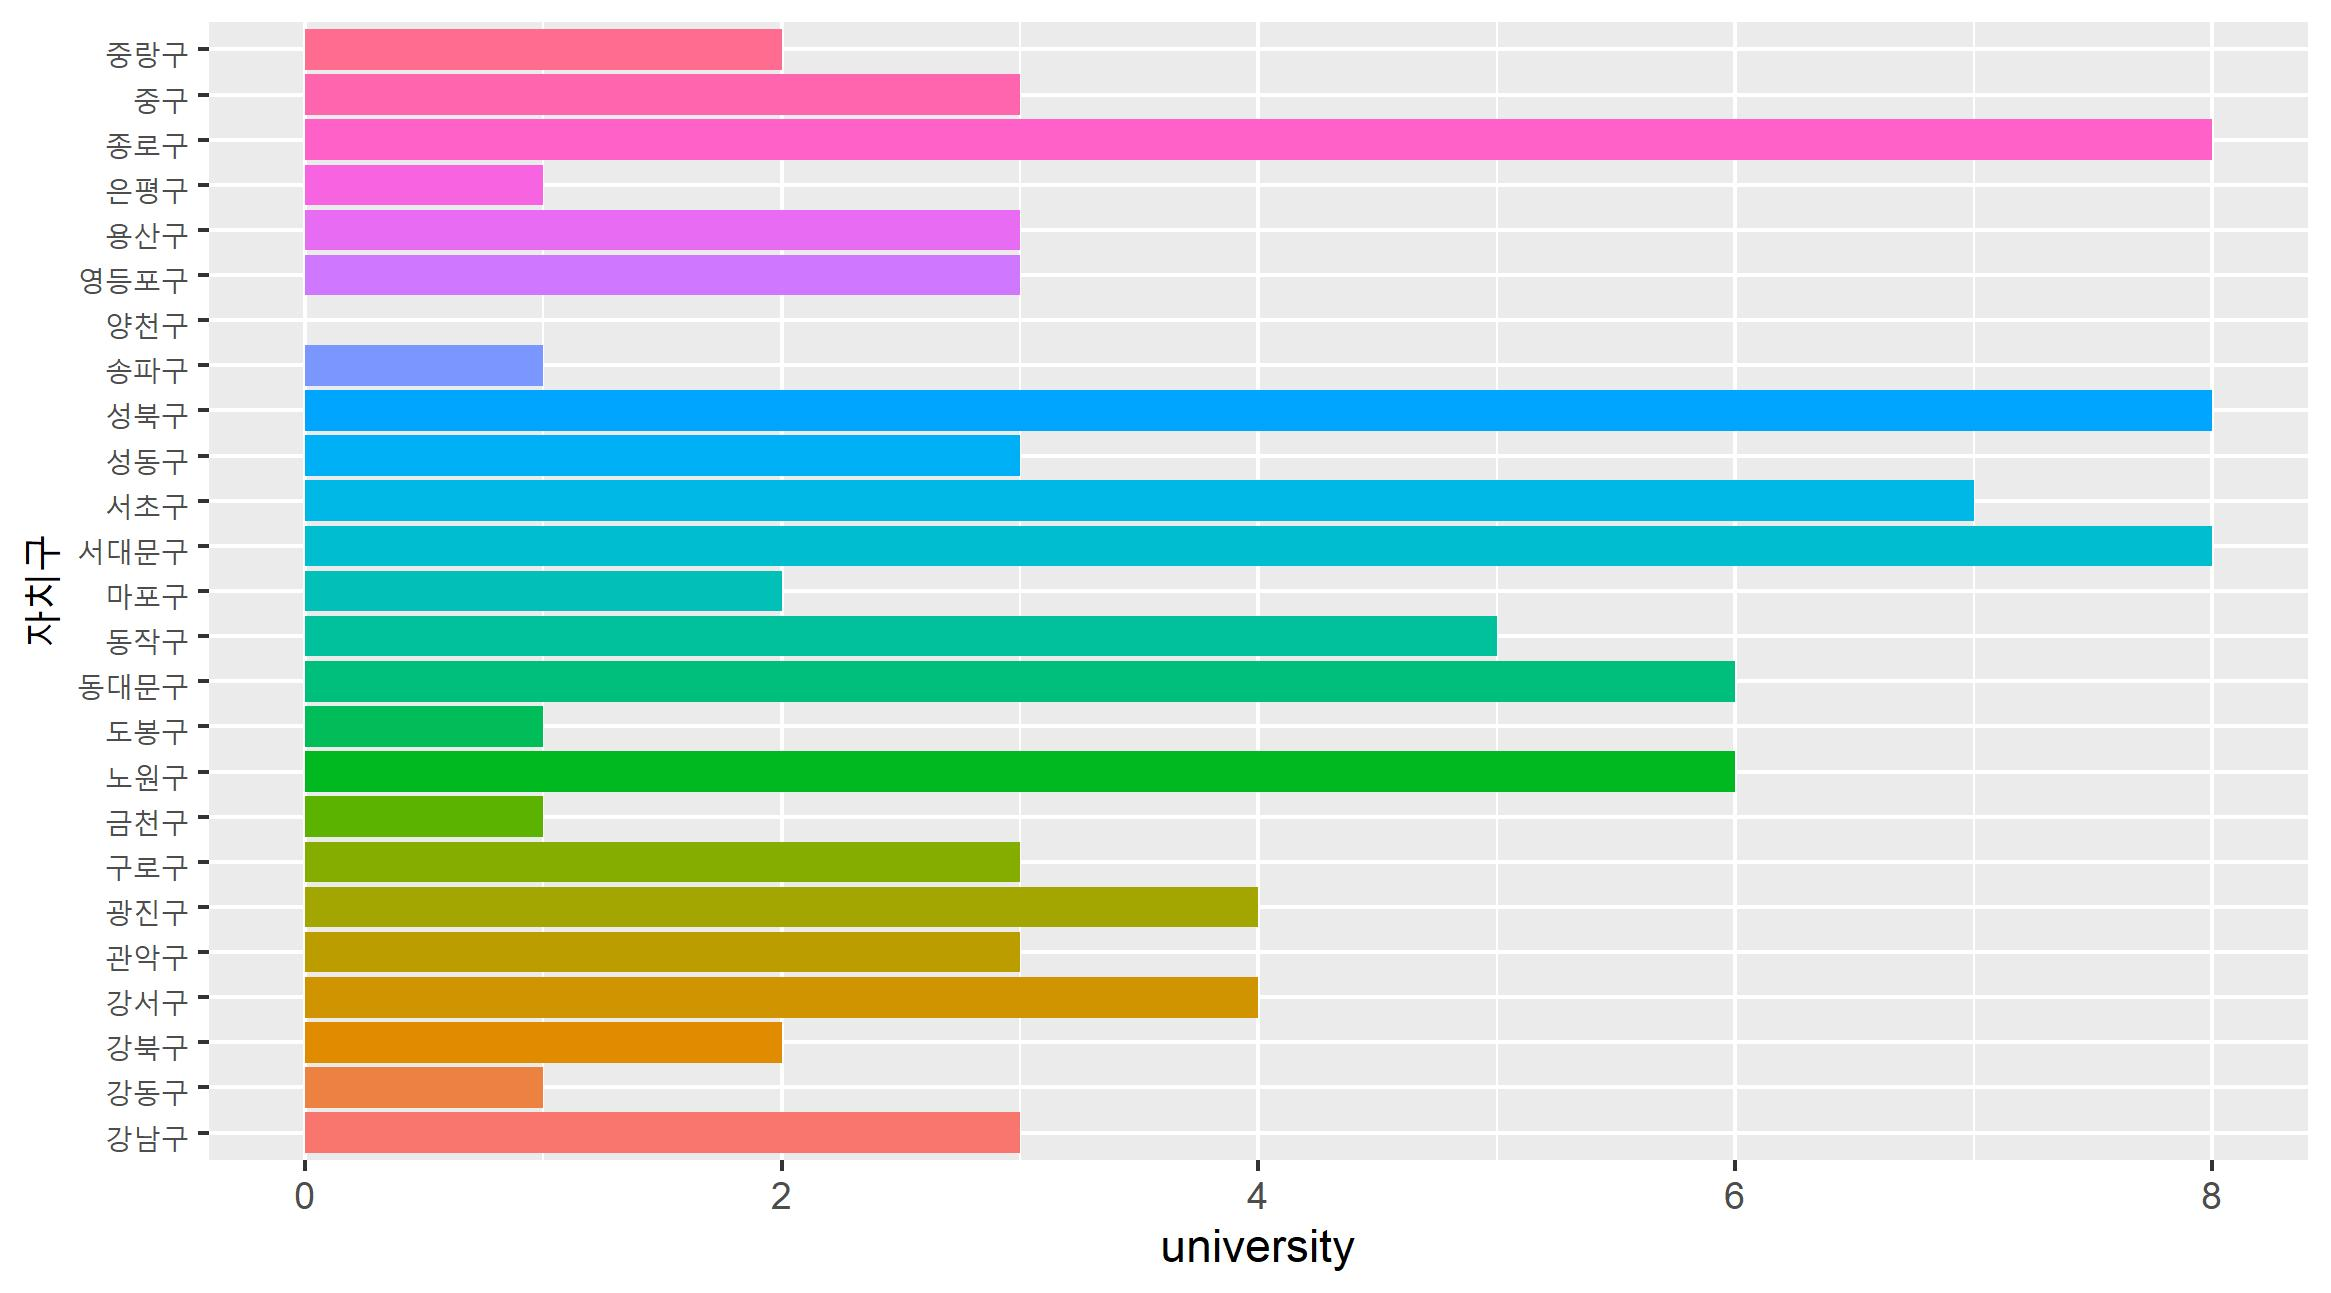 중랑구
중구
종로구
은평구
용산구
영등포구
양천구
송파구
성북구
성동구
서초구
서대문구
마포구
동작구
동대문구
도봉구
노원구
금천구
구로구
광진구
관악구
강서구
강북구
강동구
강남구
자치구
0 2 4 6 8
university